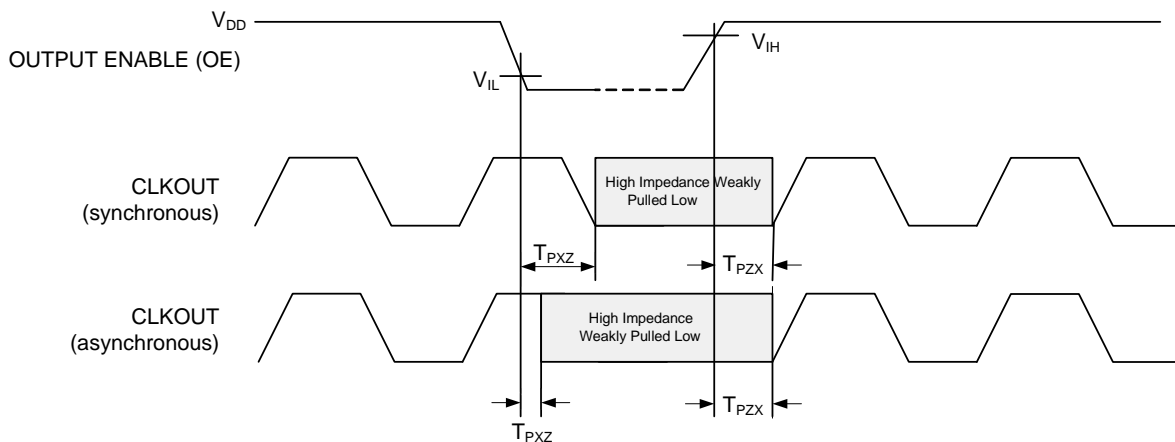 VDD
OUTPUT ENABLE (OE)
VIL
VIH
CLKOUT
(synchronous)
High Impedance Weakly
Pulled Low
TPXZ
TPZX
CLKOUT
(asynchronous)
High Impedance
Weakly Pulled Low
TPXZ
TPZX